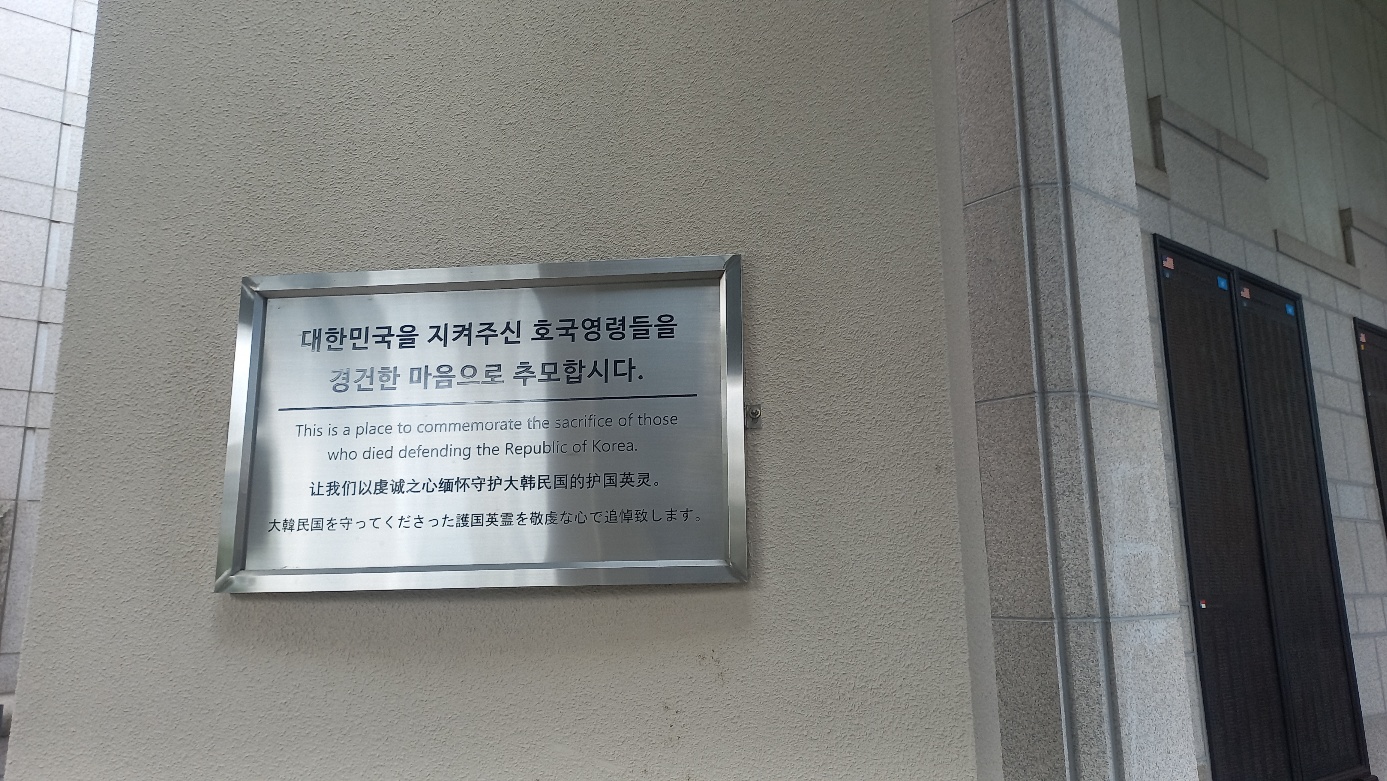 대한민국을 지켜주신 호국영령들을
경건한 마음으로 추모합시다.
This is a place to commemorate the sacrifice of those
who died defending the Republic of Korea.
让我们以虔诚之心缅怀守护大韩民国的护国英灵。
大韓民国を守ってくださった護国英霊を敬虔な心で追悼致します。